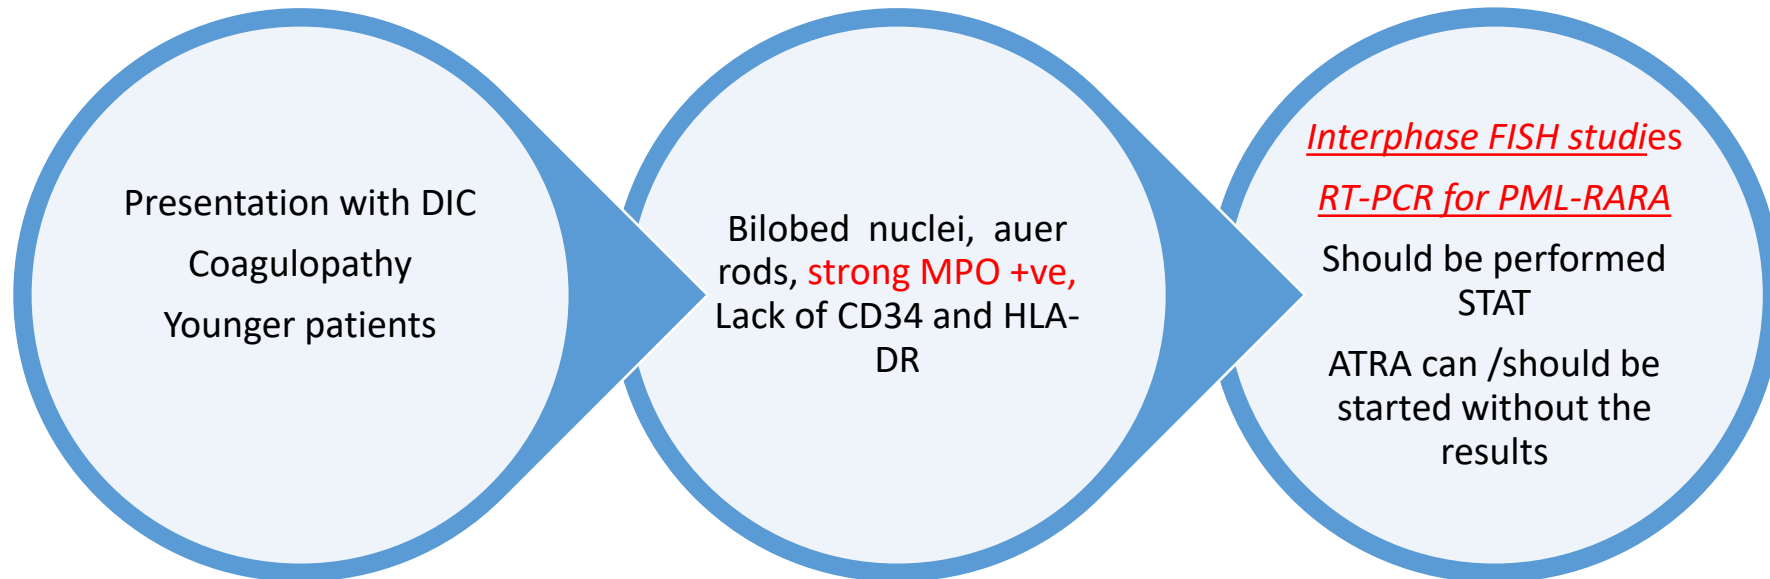 Presentation with DIC
Coagulopathy
Younger patients
Bilobed nuclei, auer
rods, strong MPO +ve,
Lack of CD34 and HLA-
DR
Interphase FISH studies
RT-PCR for PML-RARA
Should be performed
STAT
ATRA can /should be
started without the
results